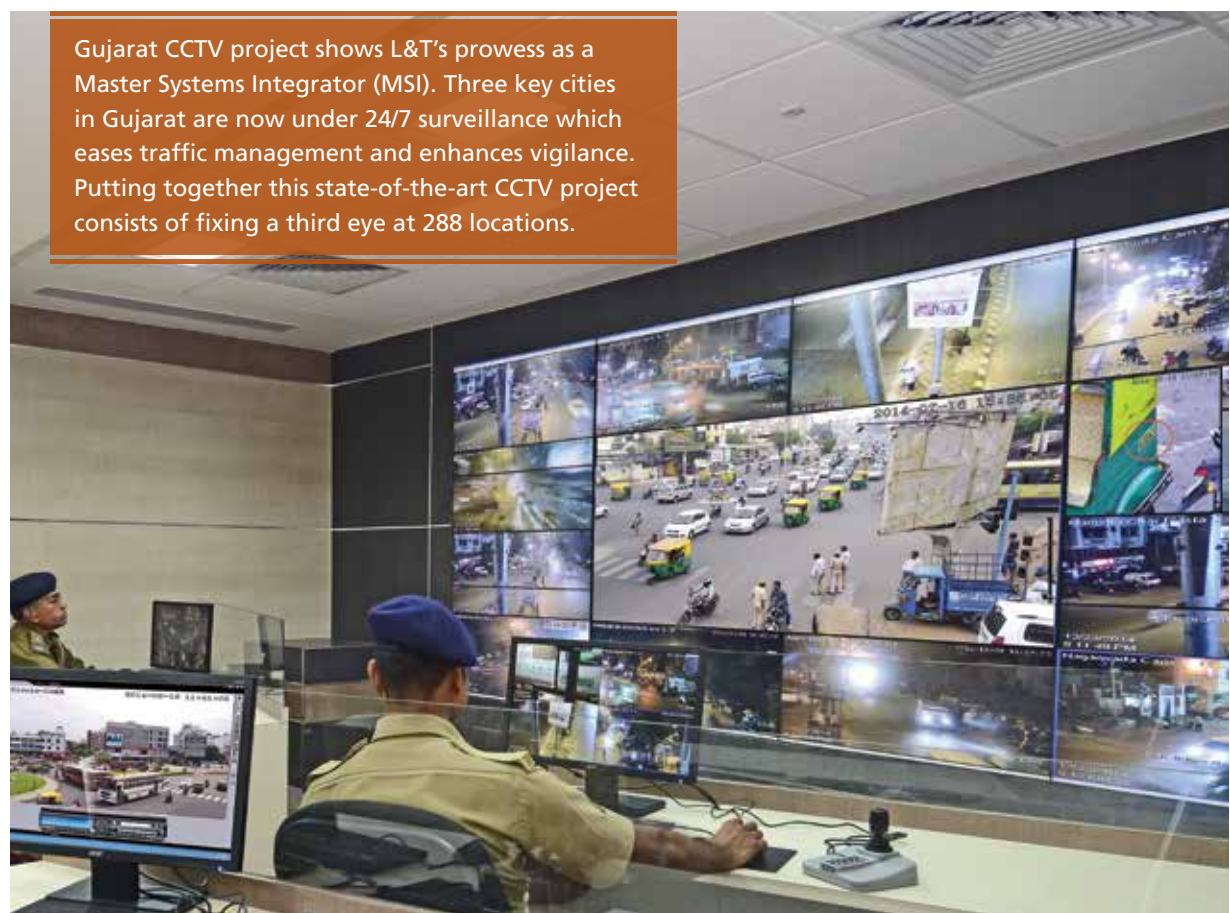 Gujarat CCTV project shows L&T's prowess as a
Master Systems Integrator (MSI). Three key cities
in Gujarat are now under 24/7 surveillance which
eases traffic management and enhances vigilance.
Putting together this state-of-the-art CCTV project
consists of fixing a third eye at 288 locations.